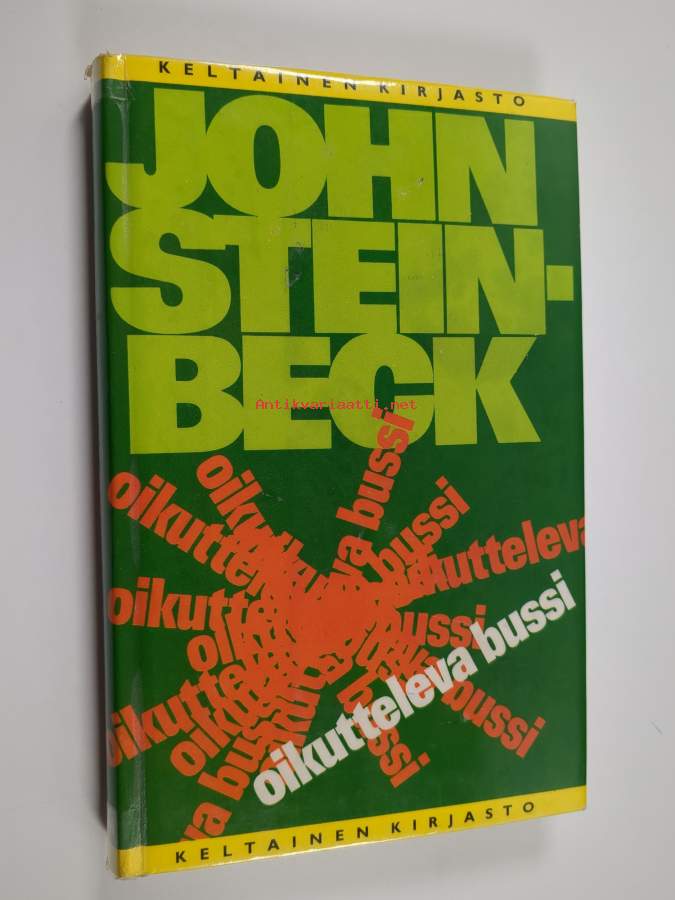 KELTAINEN KIRJASTO
JOHN
STEIN-
BECK
Antikvariaatti.net
oikutteleva bussi
KELTAINEN KIRJASTO